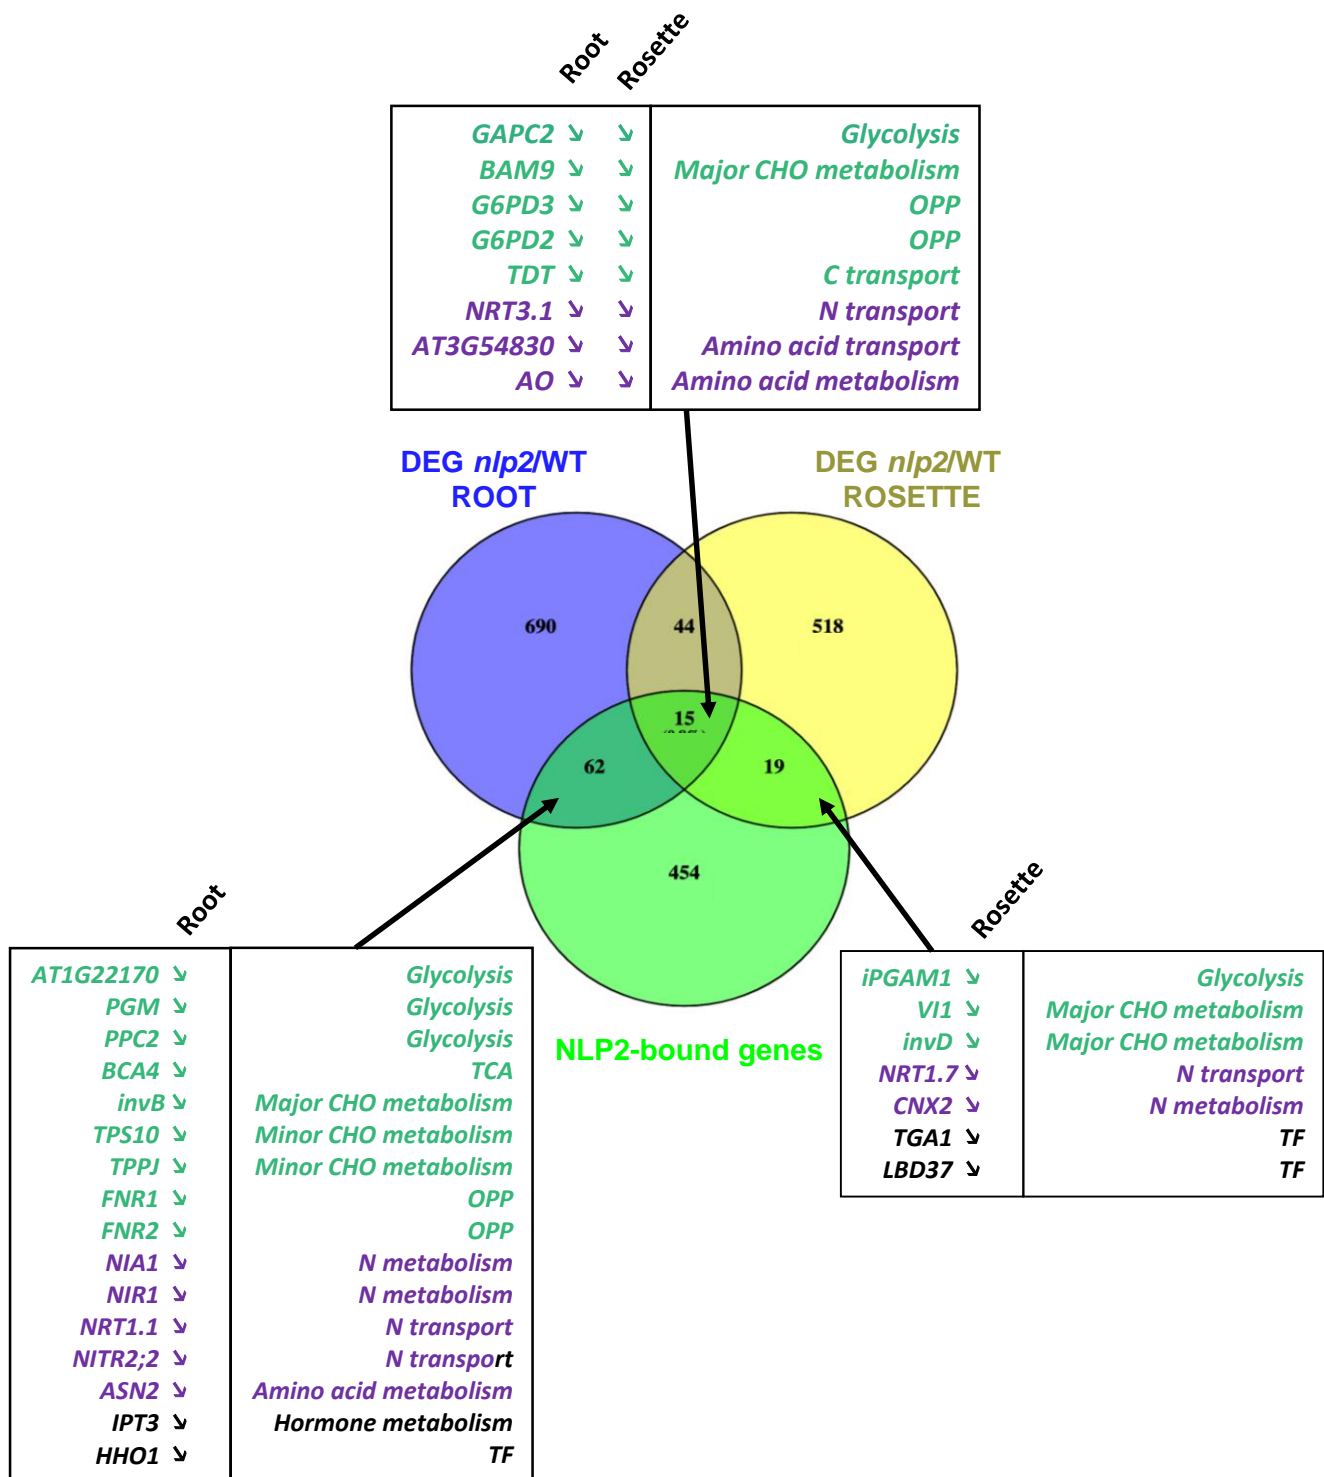 Root Rosette
GAPC2 ↘ ↘ Glycolysis
BAM9 ↘ ↘ Major CHO metabolism
G6PD3 ↘ ↘ OPP
G6PD2 ↘ ↘ OPP
TDT ↘ ↘ C transport
NRT3.1 ↘ ↘ N transport
AT3G54830 ↘ ↘ Amino acid transport
AO ↘ ↘ Amino acid metabolism
DEG nlp2/WT
ROOT
DEG nlp2/WT
ROSETTE
690
44
518
15
62
19
454
NLP2-bound genes
Root
AT1G22170 ↘ Glycolysis
PGM ↘ Glycolysis
PPC2 ↘ Glycolysis
BCA4 ↘ TCA
invB ↘ Major CHO metabolism
TPS10 ↘ Minor CHO metabolism
TPPJ ↘ Minor CHO metabolism
FNR1 ↘ OPP
FNR2 ↘ OPP
NIA1 ↘ N metabolism
NIR1 ↘ N metabolism
NRT1.1 ↘ N transport
NITR2;2 ↘ N transport
ASN2 ↘ Amino acid metabolism
IPT3 ↘ Hormone metabolism
HHO1 ↘ TF
Rosette
iPGAM1 ↘ Glycolysis
VI1 ↘ Major CHO metabolism
invD ↘ Major CHO metabolism
NRT1.7 ↘ N transport
CNX2 ↘ N metabolism
TGA1 ↘ TF
LBD37 ↘ TF